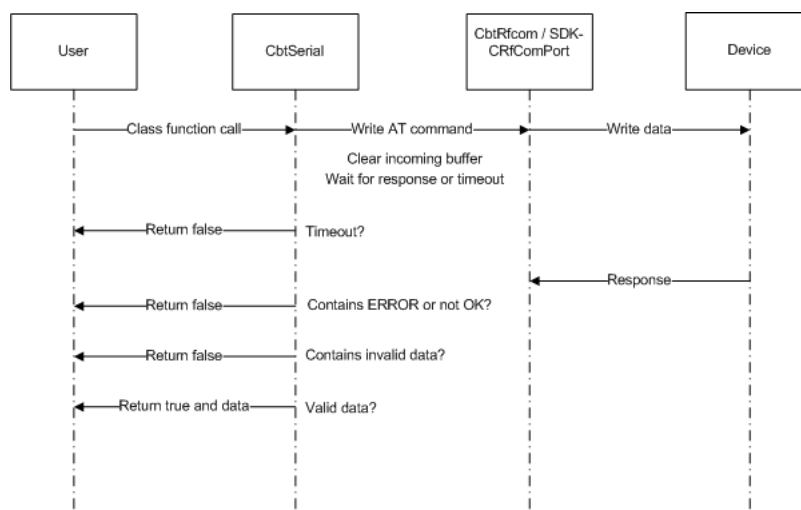 User
CbtSerial
CbtRfcom / SDK-
CRfComPort
Device
Class function call
Write AT command
Write data
Clear incoming buffer
Wait for response or timeout
Return false
Timeout?
Response
Return false
Contains ERROR or not OK?
Return false
Contains invalid data?
Return true and data
Valid data?